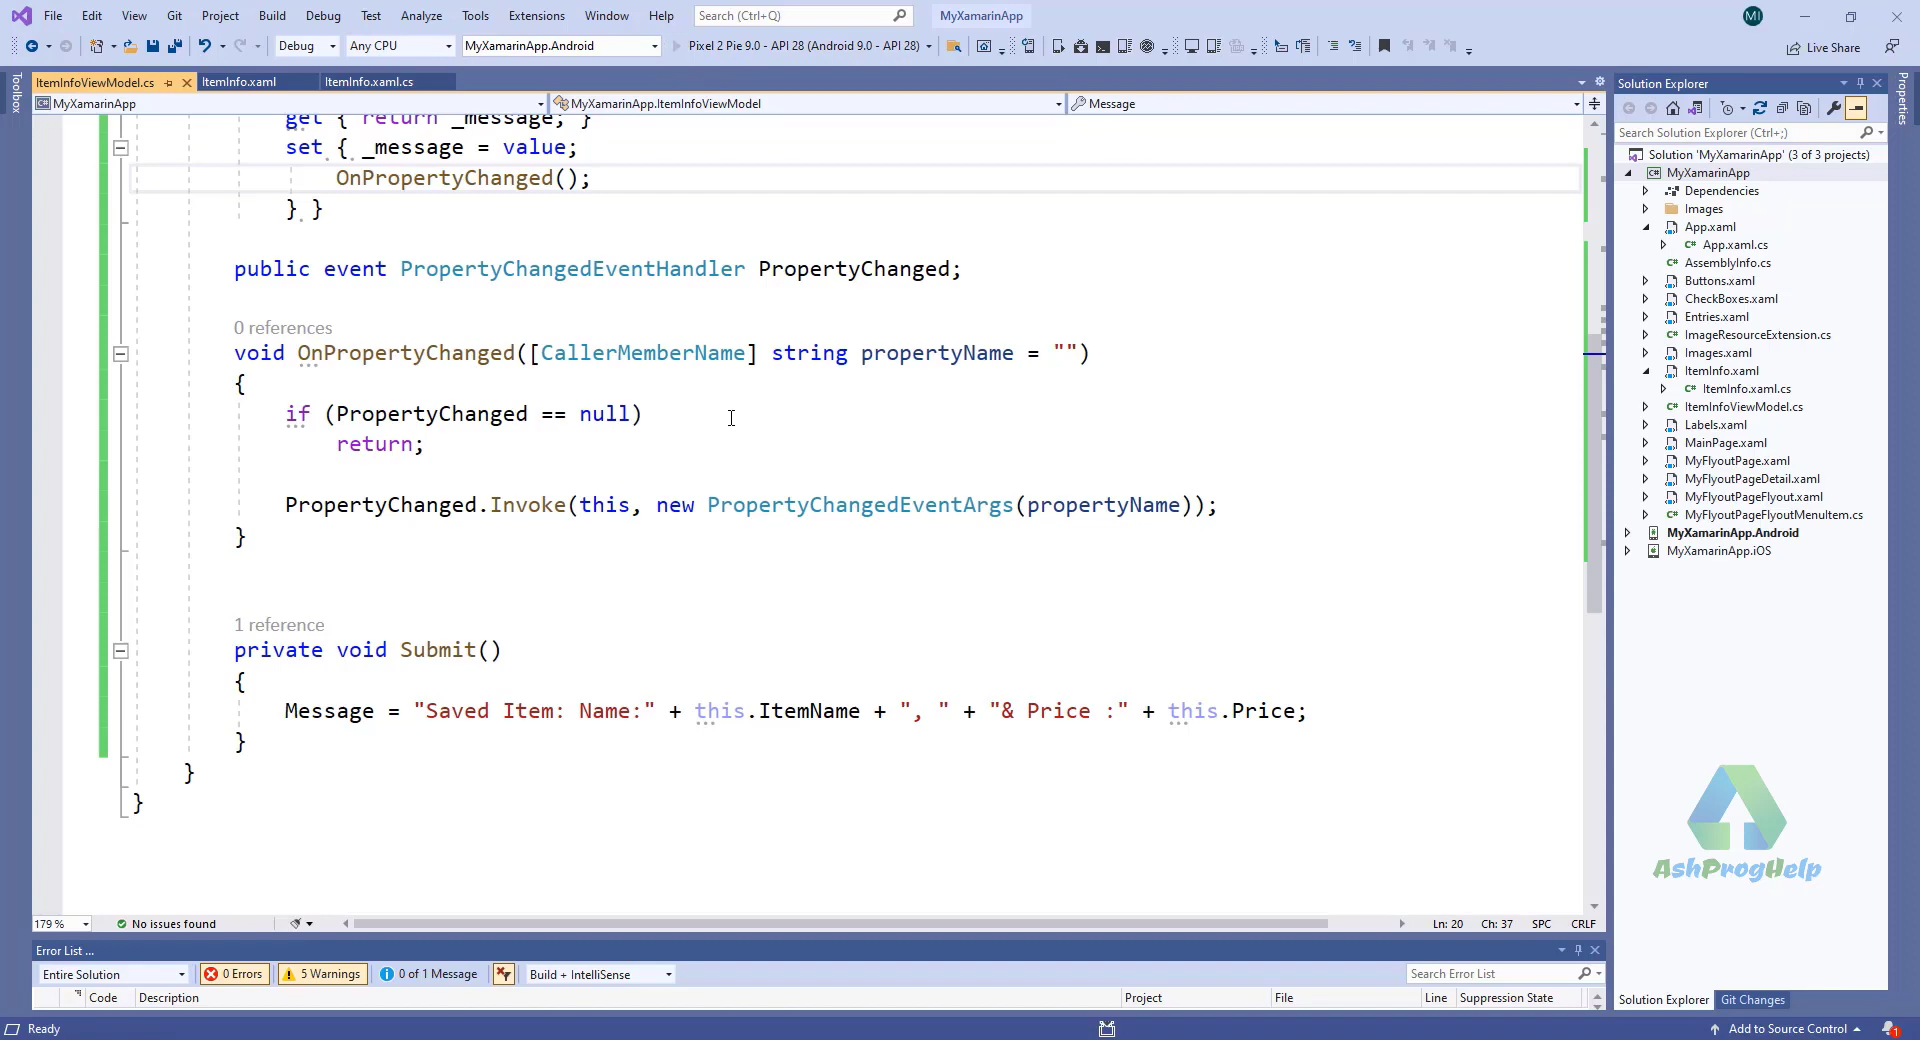 File Edit View Git Project Build Debug Test Analyze Tools Extensions Window Help Search (Ctrl+Q) MyXamarinApp MI
Debug Any CPU MyXamarinApp.Android Pixel 2 Pie 9.0 - API 28 (Android 9.0 - API 28) Live Share
Toolbox
ItemInfoViewModel.cs ItemInfo.xaml ItemInfo.xaml.cs
MyXamarinApp MyXamarinApp.ItemInfoViewModel Message
get { return _message; }
set { _message = value;
OnPropertyChanged();
} }
public event PropertyChangedEventHandler PropertyChanged;
0 references
void OnPropertyChanged([CallerMemberName] string propertyName = "")
{
if (PropertyChanged == null)
return;
PropertyChanged.Invoke(this, new PropertyChangedEventArgs(propertyName));
}
1 reference
private void Submit()
{
Message = "Saved Item: Name:" + this.ItemName + ", " + "& Price :" + this.Price;
}
}
}
179 % No issues found Ln: 20 Ch: 37 SPC CRLF
Error List ...
Entire Solution 0 Errors 5 Warnings 0 of 1 Message Build + IntelliSense Search Error List
Code Description Project File Line Suppression State
Solution Explorer
Search Solution Explorer (Ctrl+;)
Solution 'MyXamarinApp' (3 of 3 projects)
MyXamarinApp
Dependencies
Images
App.xaml
App.xaml.cs
AssemblyInfo.cs
Buttons.xaml
CheckBoxes.xaml
Entries.xaml
ImageResourceExtension.cs
Images.xaml
ItemInfo.xaml
ItemInfo.xaml.cs
ItemInfoViewModel.cs
Labels.xaml
MainPage.xaml
MyFlyoutPage.xaml
MyFlyoutPageDetail.xaml
MyFlyoutPageFlyout.xaml
MyFlyoutPageFlyoutMenuItem.cs
MyXamarinApp.Android
MyXamarinApp.iOS
AshProgHelp
Solution Explorer Git Changes
Properties
Ready Add to Source Control 1